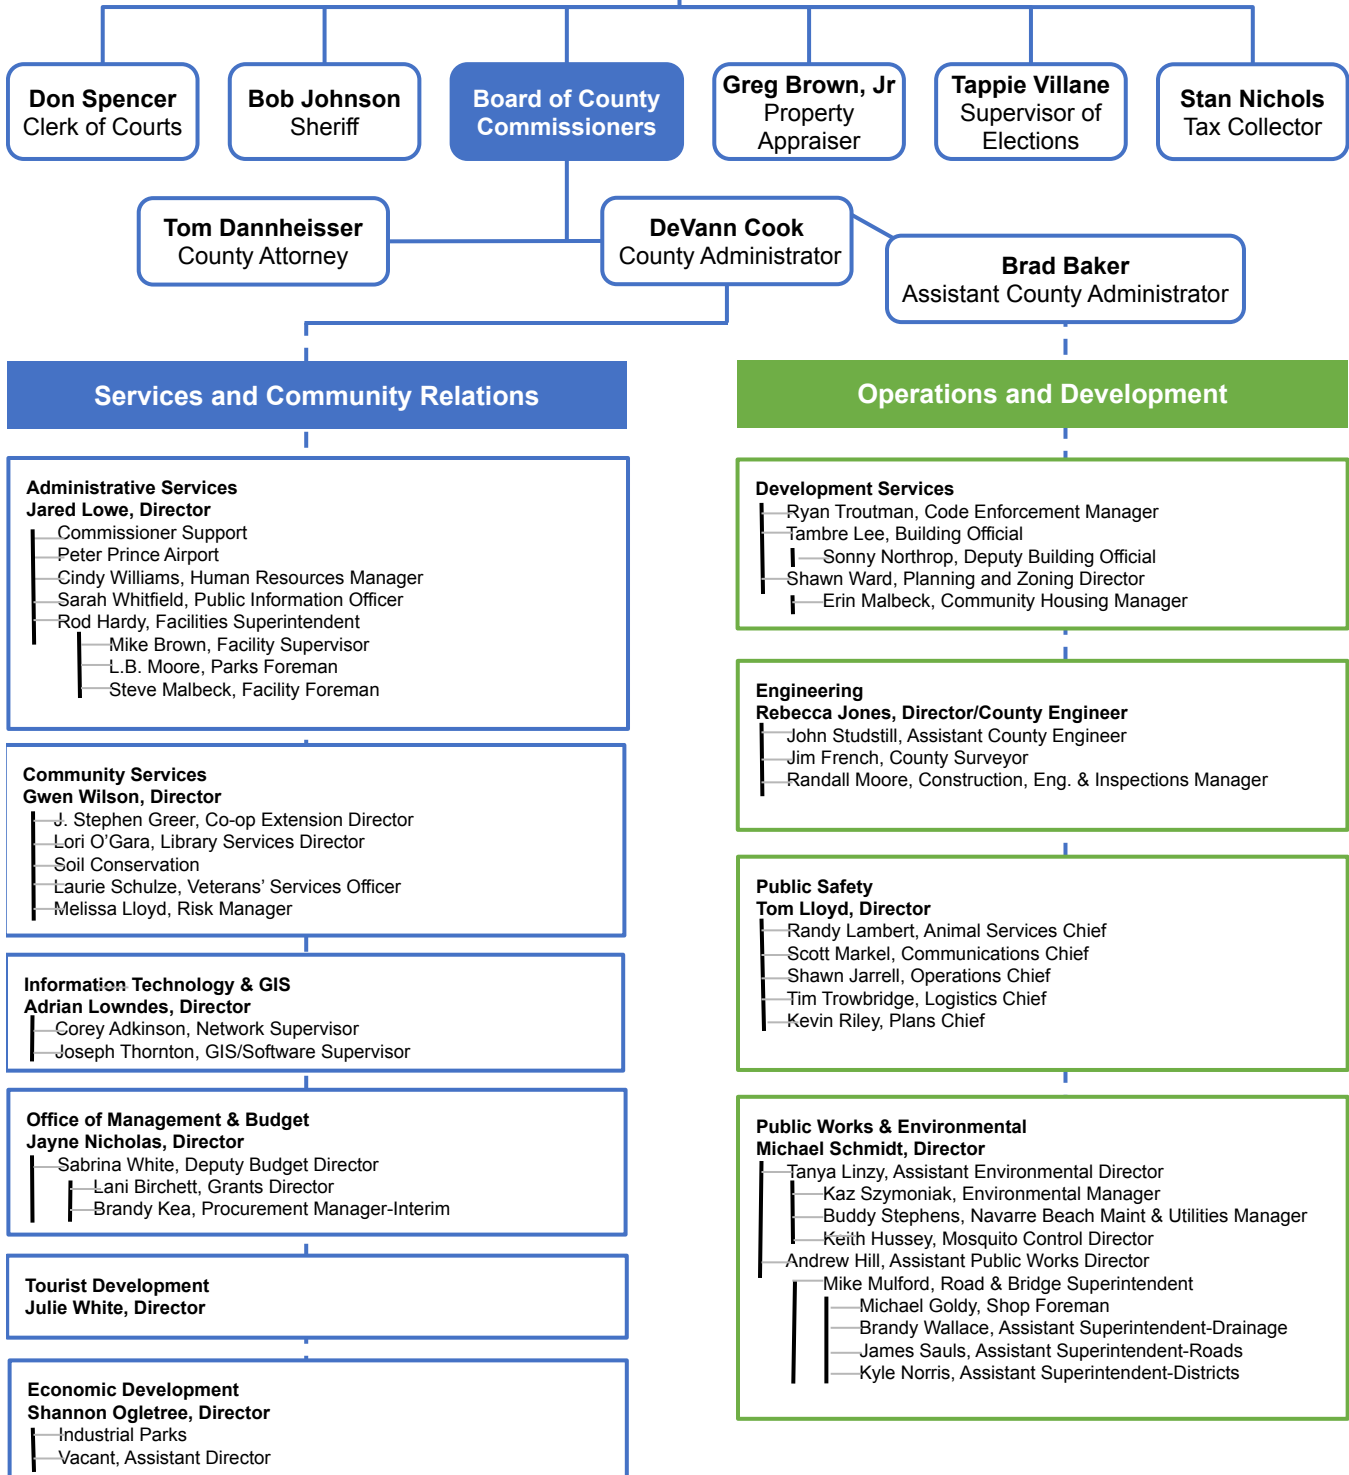 Don Spencer
Clerk of Courts
Bob Johnson
Sheriff
Board of County
Commissioners
Greg Brown, Jr
Property
Appraiser
Tappie Villane
Supervisor of
Elections
Stan Nichols
Tax Collector
Tom Dannheisser
County Attorney
DeVann Cook
County Administrator
Brad Baker
Assistant County Administrator
Services and Community Relations
Administrative Services
Jared Lowe, Director
Commissioner Support
Peter Prince Airport
Cindy Williams, Human Resources Manager
Sarah Whitfield, Public Information Officer
Rod Hardy, Facilities Superintendent
Mike Brown, Facility Supervisor
L.B. Moore, Parks Foreman
Steve Malbeck, Facility Foreman
Community Services
Gwen Wilson, Director
J. Stephen Greer, Co-op Extension Director
Lori O'Gara, Library Services Director
Soil Conservation
Laurie Schulze, Veterans' Services Officer
Melissa Lloyd, Risk Manager
Information Technology & GIS
Adrian Lowndes, Director
Corey Adkinson, Network Supervisor
Joseph Thornton, GIS/Software Supervisor
Office of Management & Budget
Jayne Nicholas, Director
Sabrina White, Deputy Budget Director
Lani Birchett, Grants Director
Brandy Kea, Procurement Manager-Interim
Tourist Development
Julie White, Director
Economic Development
Shannon Ogletree, Director
Industrial Parks
Vacant, Assistant Director
Operations and Development
Development Services
Ryan Troutman, Code Enforcement Manager
Tambre Lee, Building Official
Sonny Northrop, Deputy Building Official
Shawn Ward, Planning and Zoning Director
Erin Malbeck, Community Housing Manager
Engineering
Rebecca Jones, Director/County Engineer
John Studstill, Assistant County Engineer
Jim French, County Surveyor
Randall Moore, Construction, Eng. & Inspections Manager
Public Safety
Tom Lloyd, Director
Randy Lambert, Animal Services Chief
Scott Markel, Communications Chief
Shawn Jarrell, Operations Chief
Tim Trowbridge, Logistics Chief
Kevin Riley, Plans Chief
Public Works & Environmental
Michael Schmidt, Director
Tanya Linzy, Assistant Environmental Director
Kaz Szymoniak, Environmental Manager
Buddy Stephens, Navarre Beach Maint & Utilities Manager
Keith Hussey, Mosquito Control Director
Andrew Hill, Assistant Public Works Director
Mike Mulford, Road & Bridge Superintendent
Michael Goldy, Shop Foreman
Brandy Wallace, Assistant Superintendent-Drainage
James Sauls, Assistant Superintendent-Roads
Kyle Norris, Assistant Superintendent-Districts